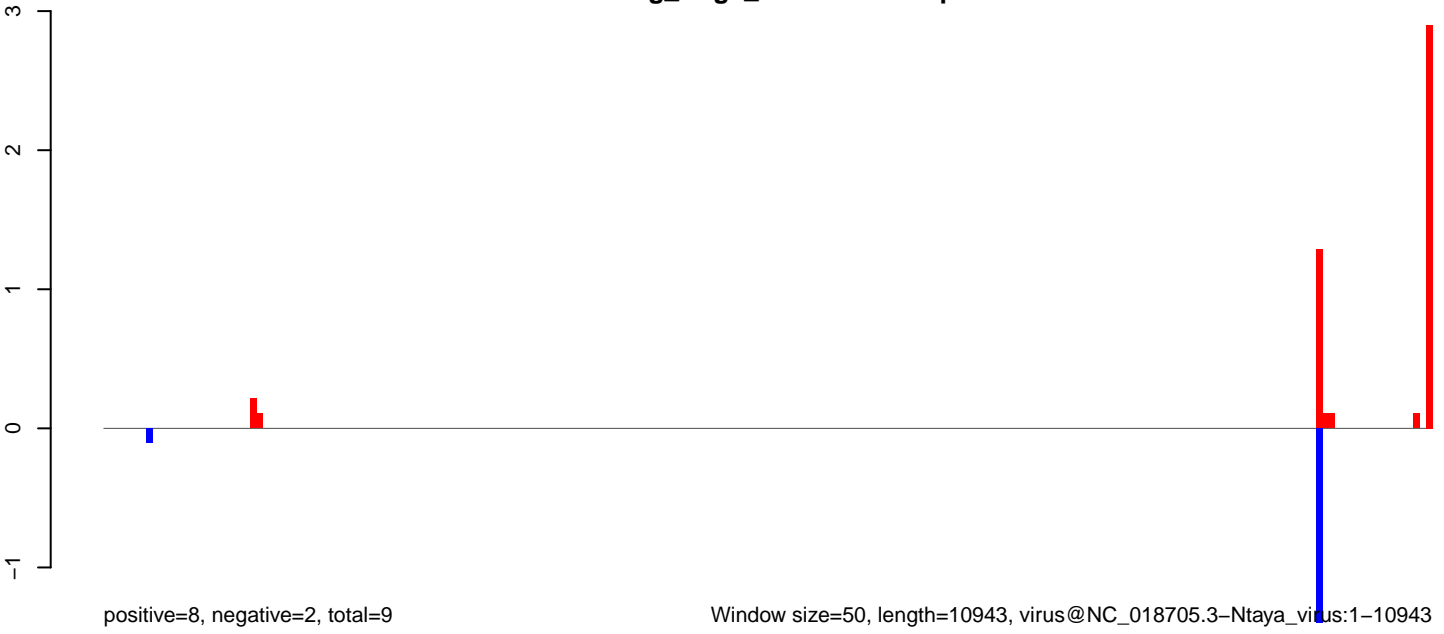 3
2
1
0
−1
positive=8, negative=2, total=9
Window size=50, length=10943, virus@NC_018705.3−Ntaya_virus:1−10943